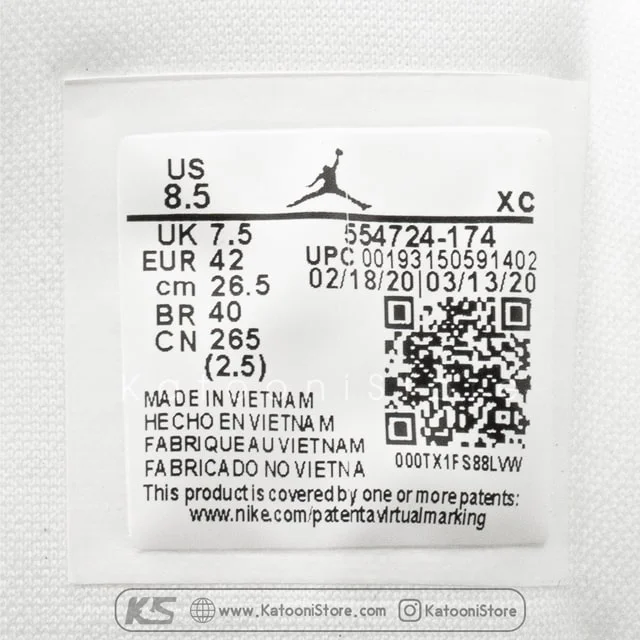 US
8.5
XC
UK 7.5
EUR 42
cm 26.5
BR 40
CN 265
(2.5)
554724-174
UPC 00193150591402
02/18/20|03/13/20
000TX1FS88LVW
MADE IN VIETNAM
HECHO EN VIETNAM
FABRIQUE AU VIETNAM
FABRICADO NO VIETNA
This product is covered by one or more patents:
www.nike.com/patentavirtualmarking
KatooniStore
KS www.KatooniStore.com KatooniStore